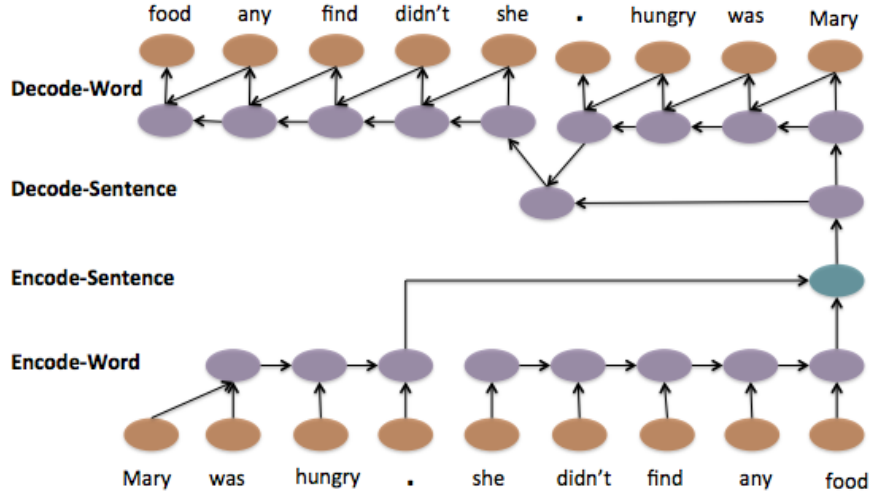 food any find didn't she . hungry was Mary
Decode-Word
Decode-Sentence
Encode-Sentence
Encode-Word
Mary was hungry . she didn't find any food